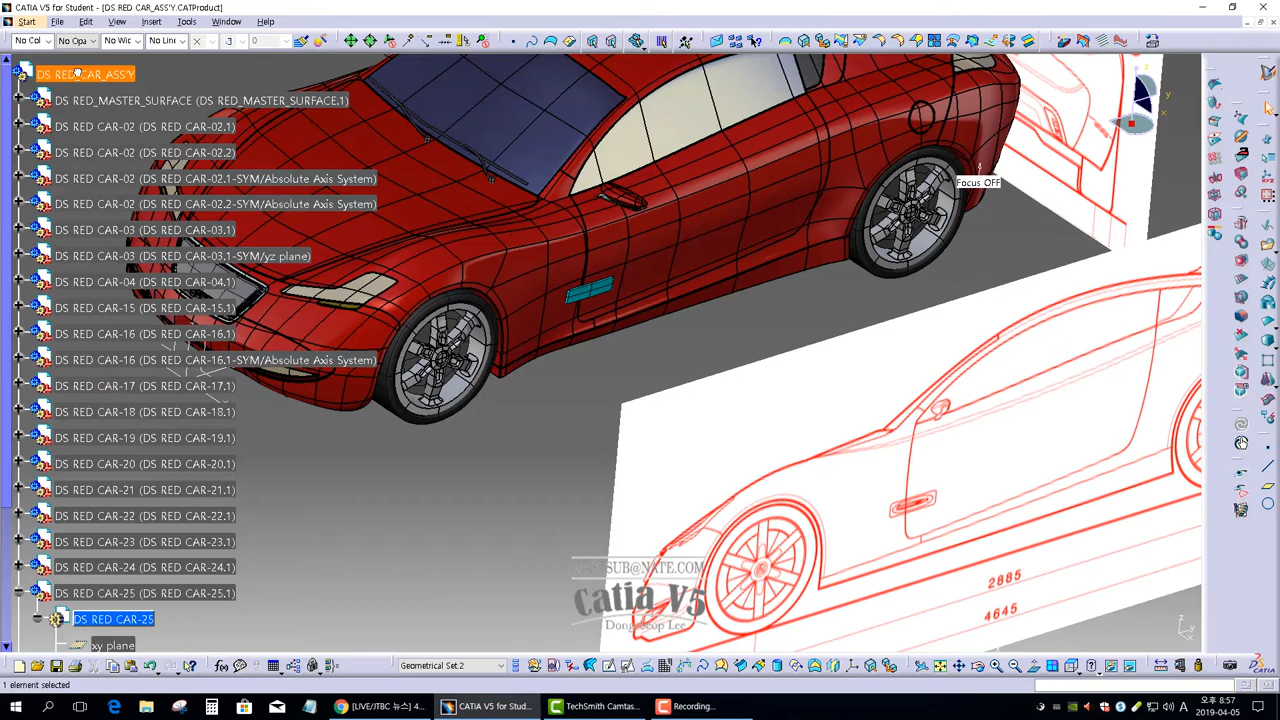 CATIA V5 for Student - [DS RED CAR_ASS'Y.CATProduct]
Start File Edit View Insert Tools Window Help
No Col No Opa No Wic No Line
DS RED CAR_ASS'Y
DS RED_MASTER_SURFACE (DS RED_MASTER_SURFACE.1)
DS RED CAR-02 (DS RED CAR-02.1)
DS RED CAR-02 (DS RED CAR-02.2)
DS RED CAR-02 (DS RED CAR-02.1-SYM/Absolute Axis System)
DS RED CAR-02 (DS RED CAR-02.2-SYM/Absolute Axis System)
DS RED CAR-03 (DS RED CAR-03.1)
DS RED CAR-03 (DS RED CAR-03.1-SYM/yz plane)
DS RED CAR-04 (DS RED CAR-04.1)
DS RED CAR-15 (DS RED CAR-15.1)
DS RED CAR-16 (DS RED CAR-16.1)
DS RED CAR-16 (DS RED CAR-16.1-SYM/Absolute Axis System)
DS RED CAR-17 (DS RED CAR-17.1)
DS RED CAR-18 (DS RED CAR-18.1)
DS RED CAR-19 (DS RED CAR-19.1)
DS RED CAR-20 (DS RED CAR-20.1)
DS RED CAR-21 (DS RED CAR-21.1)
DS RED CAR-22 (DS RED CAR-22.1)
DS RED CAR-23 (DS RED CAR-23.1)
DS RED CAR-24 (DS RED CAR-24.1)
DS RED CAR-25 (DS RED CAR-25.1)
DS RED CAR-25
xy plane
Focus OFF
y
x
z
2885
4645
SUB@NATE.COM
Catia V5
Dong Seop Lee
Geometrical Set.2
CATIA
1 element selected
[LIVE/JTBC 뉴스] 4...
CATIA V5 for Stud...
TechSmith Camtas...
Recording...
오후 8:57
2019-04-05